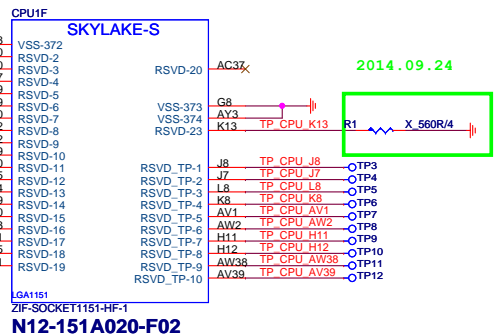 CPU1F
SKYLAKE-S
VSS-372
RSVD-2
RSVD-3
RSVD-4
RSVD-5
RSVD-6
RSVD-7
RSVD-8
RSVD-9
RSVD-10
RSVD-11
RSVD-12
RSVD-13
RSVD-14
RSVD-15
RSVD-16
RSVD-17
RSVD-18
RSVD-19
RSVD-20 AC37
VSS-373 G8
VSS-374 AY3
RSVD-23 K13 TP_CPU_K13
2014.09.24
R1 X_560R/4
RSVD_TP-1 J8 TP_CPU_J8 TP3
RSVD_TP-2 J7 TP_CPU_J7 TP4
RSVD_TP-3 L8 TP_CPU_L8 TP5
RSVD_TP-4 K8 TP_CPU_K8 TP6
RSVD_TP-5 AV1 TP_CPU_AV1 TP7
RSVD_TP-6 AW2 TP_CPU_AW2 TP8
RSVD_TP-7 H11 TP_CPU_H11 TP9
RSVD_TP-8 H12 TP_CPU_H12 TP10
RSVD_TP-9 AW38 TP_CPU_AW38 TP11
RSVD_TP-10 AV39 TP_CPU_AV39 TP12
LGA1151
ZIF-SOCKET1151-HF-1
N12-151A020-F02